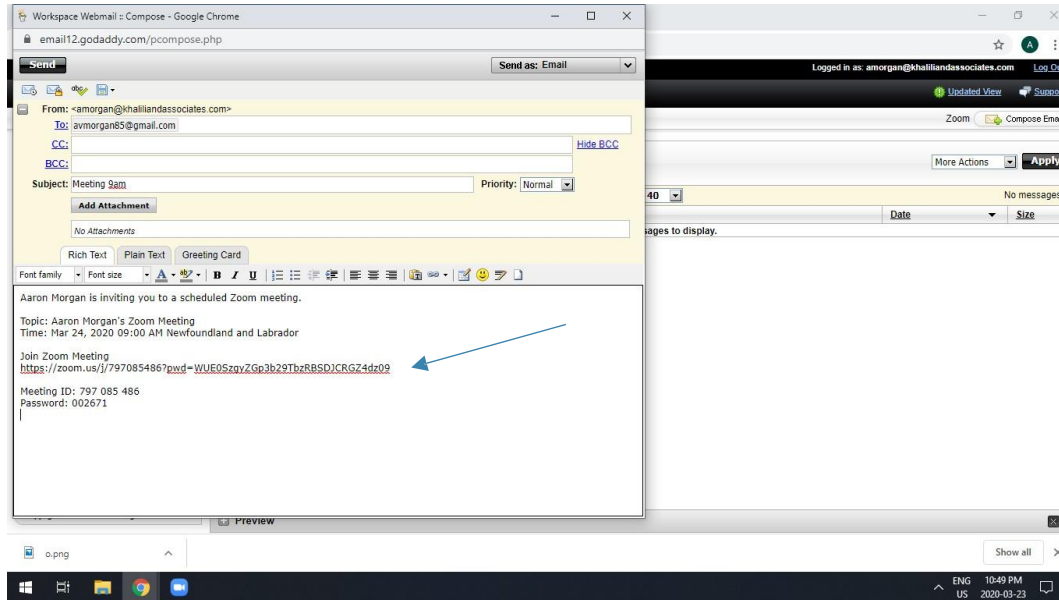 Workspace Webmail :: Compose - Google Chrome
email12.godaddy.com/pcompose.php
Send
Send as: Email
Logged in as: amorgan@khaliliandassociates.com Log O
Updated View Suppo
From: <amorgan@khaliliandassociates.com>
Zoom Compose Ema
To: avmorgan85@gmail.com
CC: Hide BCC
BCC:
More Actions Apply
Subject: Meeting 9am Priority: Normal
40 No messages
Add Attachment
Date Size
No Attachments
sages to display.
Rich Text Plain Text Greeting Card
Font family Font size A ab B I U
Aaron Morgan is inviting you to a scheduled Zoom meeting.
Topic: Aaron Morgan's Zoom Meeting
Time: Mar 24, 2020 09:00 AM Newfoundland and Labrador
Join Zoom Meeting
https://zoom.us/j/797085486?pwd=WUE0SzgyZGp3b29TbzRBSDJCRGZ4dz09
Meeting ID: 797 085 486
Password: 002671
Preview
o.png Show all
ENG 10:49 PM
US 2020-03-23